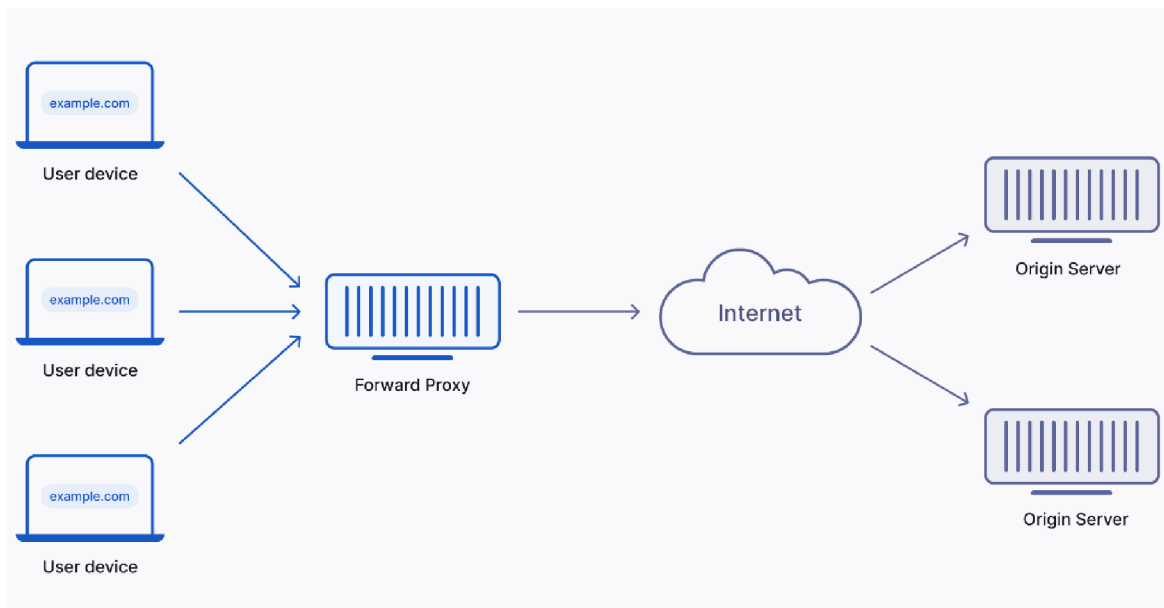 example.com
User device
example.com
User device
example.com
User device
Forward Proxy
Internet
Origin Server
Origin Server